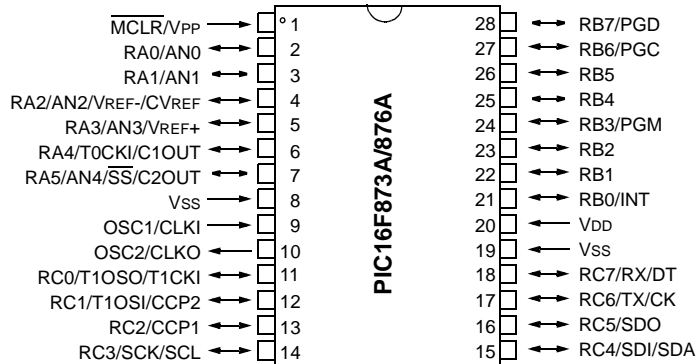 MCLR/VPP 1 28 RB7/PGD
RA0/AN0 2 27 RB6/PGC
RA1/AN1 3 26 RB5
RA2/AN2/VREF-/CVREF 4 25 RB4
RA3/AN3/VREF+ 5 24 RB3/PGM
RA4/T0CKI/C1OUT 6 23 RB2
RA5/AN4/SS/C2OUT 7 22 RB1
VSS 8 21 RB0/INT
OSC1/CLKI 9 20 VDD
OSC2/CLKO 10 19 VSS
RC0/T1OSO/T1CKI 11 18 RC7/RX/DT
RC1/T1OSI/CCP2 12 17 RC6/TX/CK
RC2/CCP1 13 16 RC5/SDO
RC3/SCK/SCL 14 15 RC4/SDI/SDA
PIC16F873A/876A